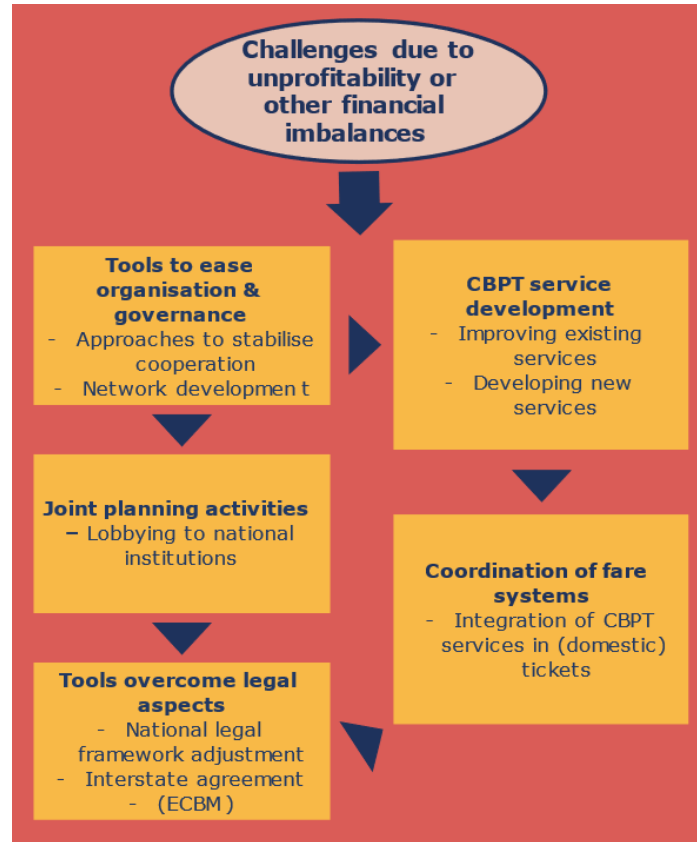 Challenges due to
unprofitability or
other financial
imbalances
Tools to ease
organisation &
governance
- Approaches to stabilise
cooperation
- Network development
CBPT service
development
- Improving existing
services
- Developing new
services
Joint planning activities
– Lobbying to national
institutions
Coordination of fare
systems
- Integration of CBPT
services in (domestic)
tickets
Tools overcome legal
aspects
- National legal
framework adjustment
- Interstate agreement
- (ECBM)